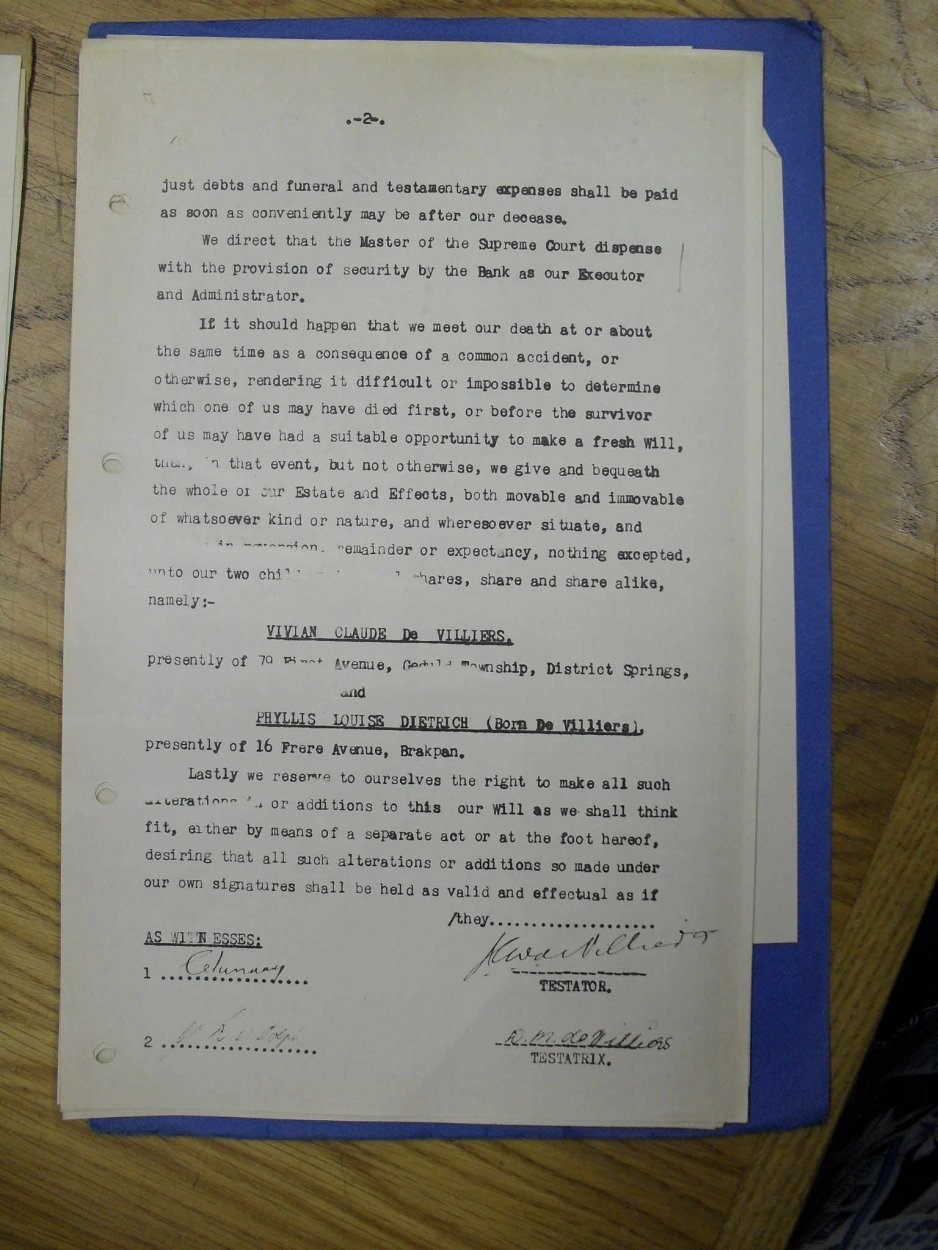 .-2-.
just debts and funeral and testamentary expenses shall be paid
as soon as conveniently may be after our decease.
We direct that the Master of the Supreme Court dispense
with the provision of security by the Bank as our Executor
and Administrator.
If it should happen that we meet our death at or about
the same time as a consequence of a common accident, or
otherwise, rendering it difficult or impossible to determine
which one of us may have died first, or before the survivor
of us may have had a suitable opportunity to make a fresh Will,
then, in that event, but not otherwise, we give and bequeath
the whole of our Estate and Effects, both movable and immovable
of whatsoever kind or nature, and wheresoever situate, and
in remainder or expectancy, nothing excepted,
unto our two shares, share and share alike,
namely:-
VIVIAN CLAUDE De VILLIERS.
presently of Avenue, Township, District Springs,
and
PHYLLIS LOUISE DIETRICH (Born De Villiers).
presently of 16 Frere Avenue, Brakpan.
Lastly we reserve to ourselves the right to make all such
alterations or additions to this our Will as we shall think
fit, either by means of a separate act or at the foot hereof,
desiring that all such alterations or additions so made under
our own signatures shall be held as valid and effectual as if
/they....................
AS WITNESSES:
1 ...................
TESTATOR.
2 ....................
D. M. de Villiers
TESTATRIX.